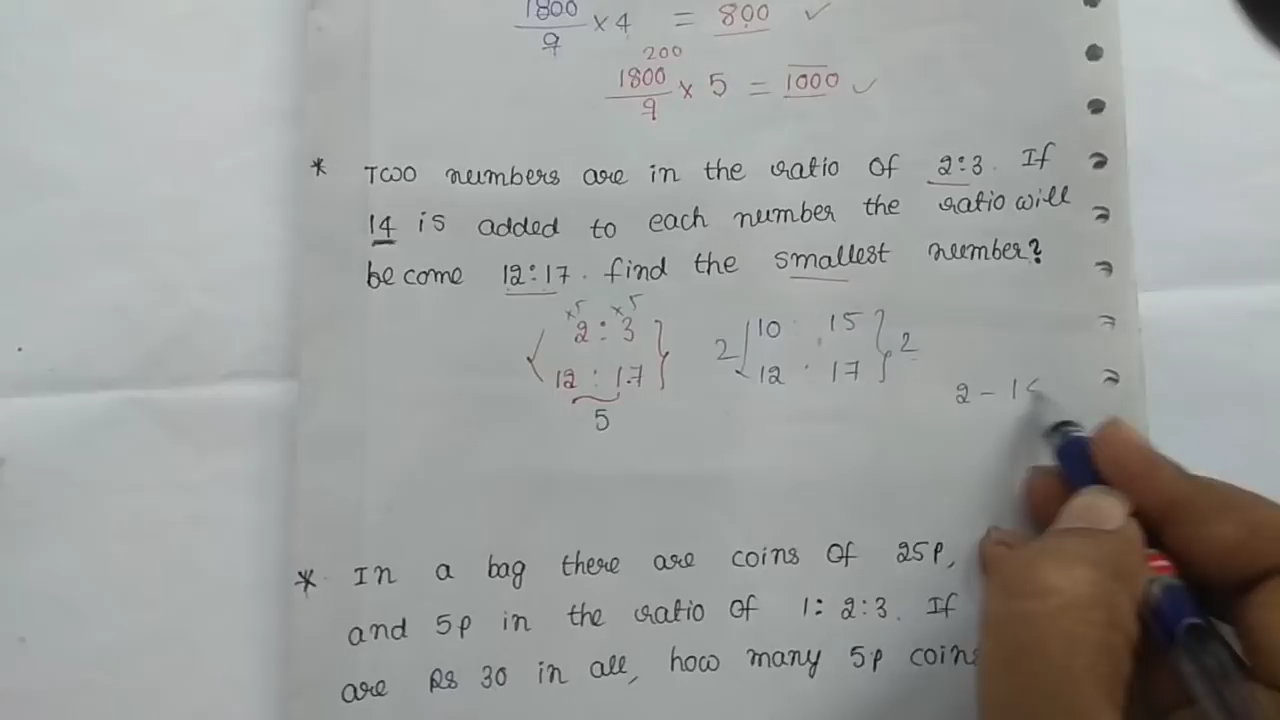 1800/9 × 4 = 800 ✓
200
1800/9 × 5 = 1000 ✓
* Two numbers are in the ratio of 2:3. If
14 is added to each number the ratio will
become 12:17. find the smallest number?
×5 ×5
2 : 3
12 : 17
5
2 10 : 15 2
12 : 17
2 - 1
* In a bag there are coins of 25P,
and 5p in the ratio of 1: 2:3. If
are Rs 30 in all, how many 5p coins